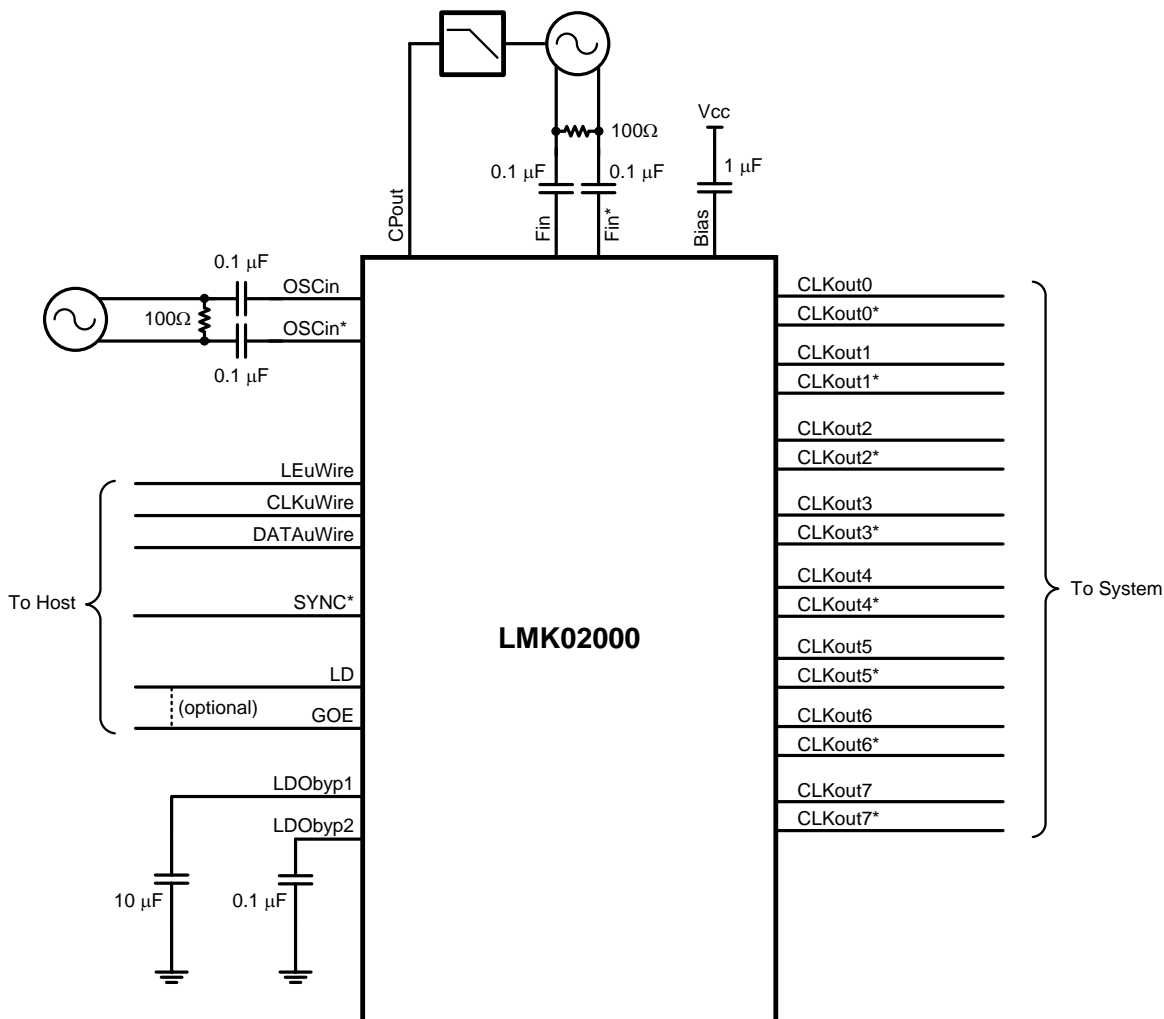 Vcc
100Ω
0.1 μF
0.1 μF
1 μF
CPout
Fin
Fin*
Bias
0.1 μF
OSCin
100Ω
OSCin*
0.1 μF
LEuWire
CLKuWire
DATAuWire
To Host
SYNC*
LD
(optional)
GOE
LDObyp1
LDObyp2
10 μF
0.1 μF
LMK02000
CLKout0
CLKout0*
CLKout1
CLKout1*
CLKout2
CLKout2*
CLKout3
CLKout3*
CLKout4
CLKout4*
CLKout5
CLKout5*
CLKout6
CLKout6*
CLKout7
CLKout7*
To System